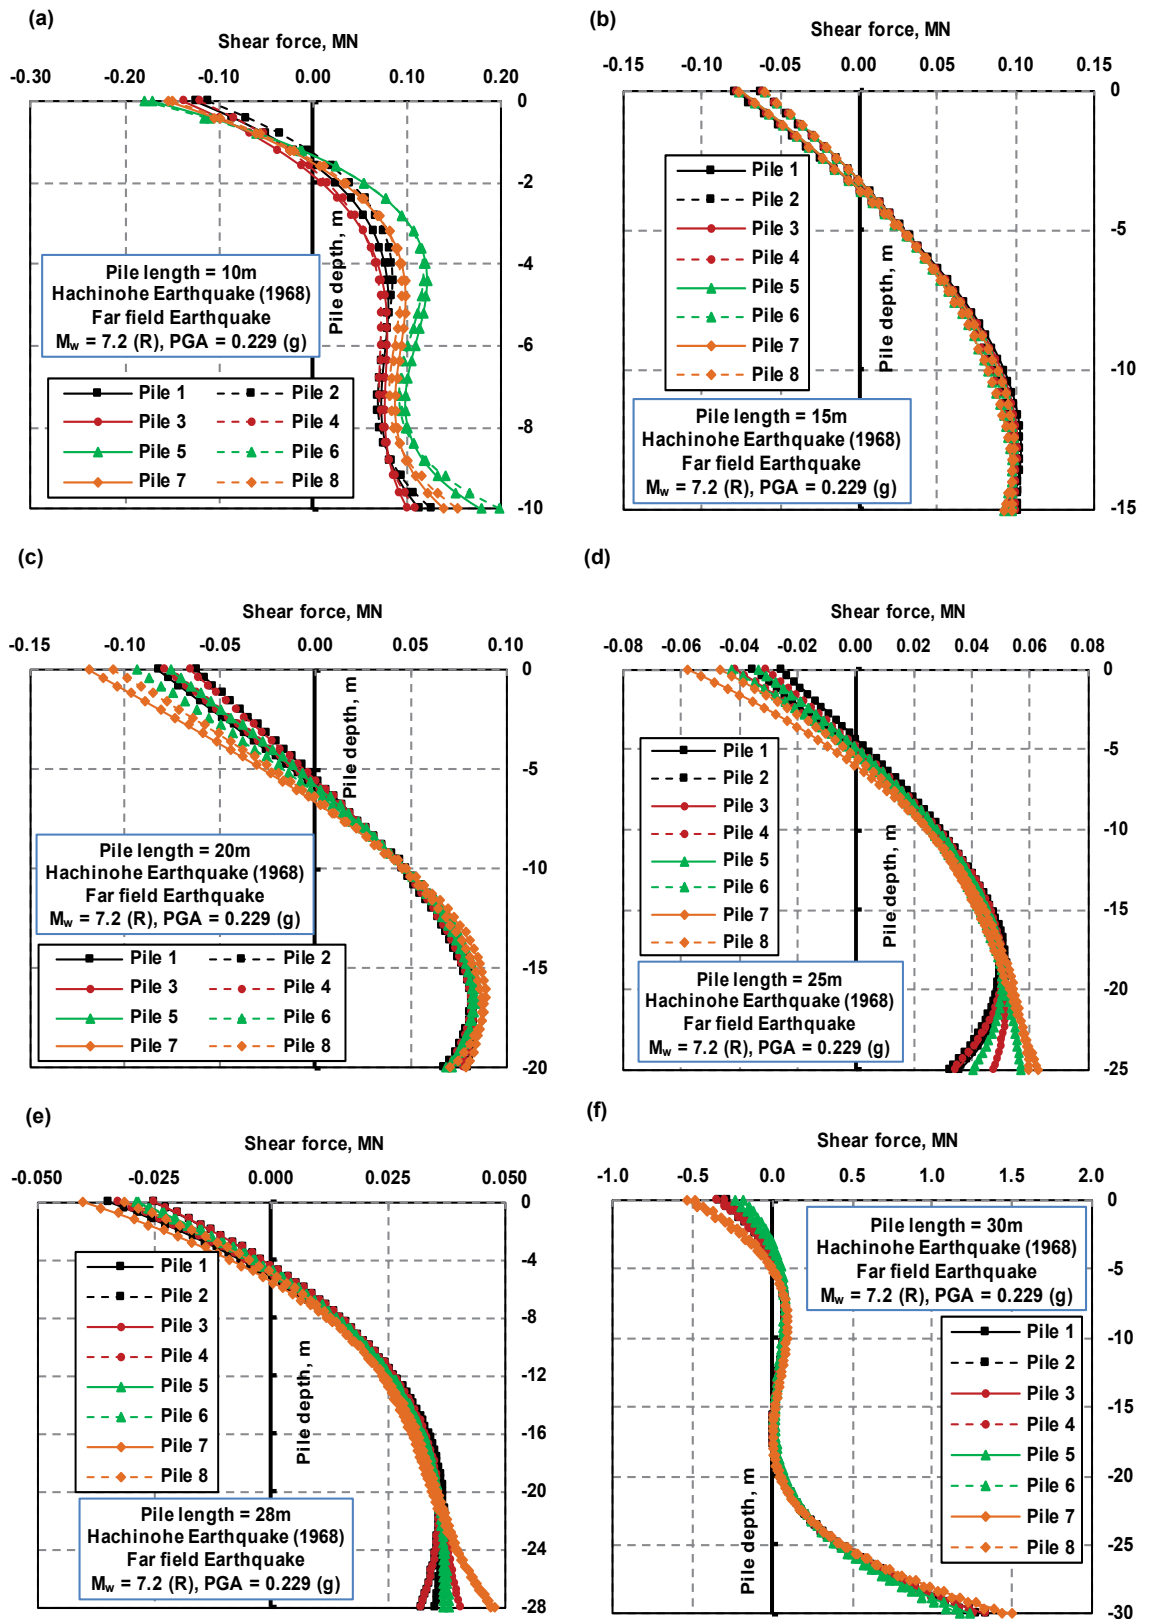 (a)
Shear force, MN
-0.30 -0.20 -0.10 0.00 0.10 0.20
0
-2
-4
-6
-8
-10
Pile depth, m
Pile length = 10m
Hachinohe Earthquake (1968)
Far field Earthquake
Mw = 7.2 (R), PGA = 0.229 (g)
Pile 1 Pile 2
Pile 3 Pile 4
Pile 5 Pile 6
Pile 7 Pile 8
(b)
Shear force, MN
-0.15 -0.10 -0.05 0.00 0.05 0.10 0.15
0
-5
-10
-15
Pile depth, m
Pile 1
Pile 2
Pile 3
Pile 4
Pile 5
Pile 6
Pile 7
Pile 8
Pile length = 15m
Hachinohe Earthquake (1968)
Far field Earthquake
Mw = 7.2 (R), PGA = 0.229 (g)
(c)
Shear force, MN
-0.15 -0.10 -0.05 0.00 0.05 0.10
0
-5
-10
-15
-20
Pile depth, m
Pile length = 20m
Hachinohe Earthquake (1968)
Far field Earthquake
Mw = 7.2 (R), PGA = 0.229 (g)
Pile 1 Pile 2
Pile 3 Pile 4
Pile 5 Pile 6
Pile 7 Pile 8
(d)
Shear force, MN
-0.08 -0.06 -0.04 -0.02 0.00 0.02 0.04 0.06 0.08
0
-5
-10
-15
-20
-25
Pile depth, m
Pile 1
Pile 2
Pile 3
Pile 4
Pile 5
Pile 6
Pile 7
Pile 8
Pile length = 25m
Hachinohe Earthquake (1968)
Far field Earthquake
Mw = 7.2 (R), PGA = 0.229 (g)
(e)
Shear force, MN
-0.050 -0.025 0.000 0.025 0.050
0
-4
-8
-12
-16
-20
-24
-28
Pile depth, m
Pile 1
Pile 2
Pile 3
Pile 4
Pile 5
Pile 6
Pile 7
Pile 8
Pile length = 28m
Hachinohe Earthquake (1968)
Far field Earthquake
Mw = 7.2 (R), PGA = 0.229 (g)
(f)
Shear force, MN
-1.0 -0.5 0.0 0.5 1.0 1.5 2.0
0
-5
-10
-15
-20
-25
-30
Pile depth, m
Pile length = 30m
Hachinohe Earthquake (1968)
Far field Earthquake
Mw = 7.2 (R), PGA = 0.229 (g)
Pile 1
Pile 2
Pile 3
Pile 4
Pile 5
Pile 6
Pile 7
Pile 8